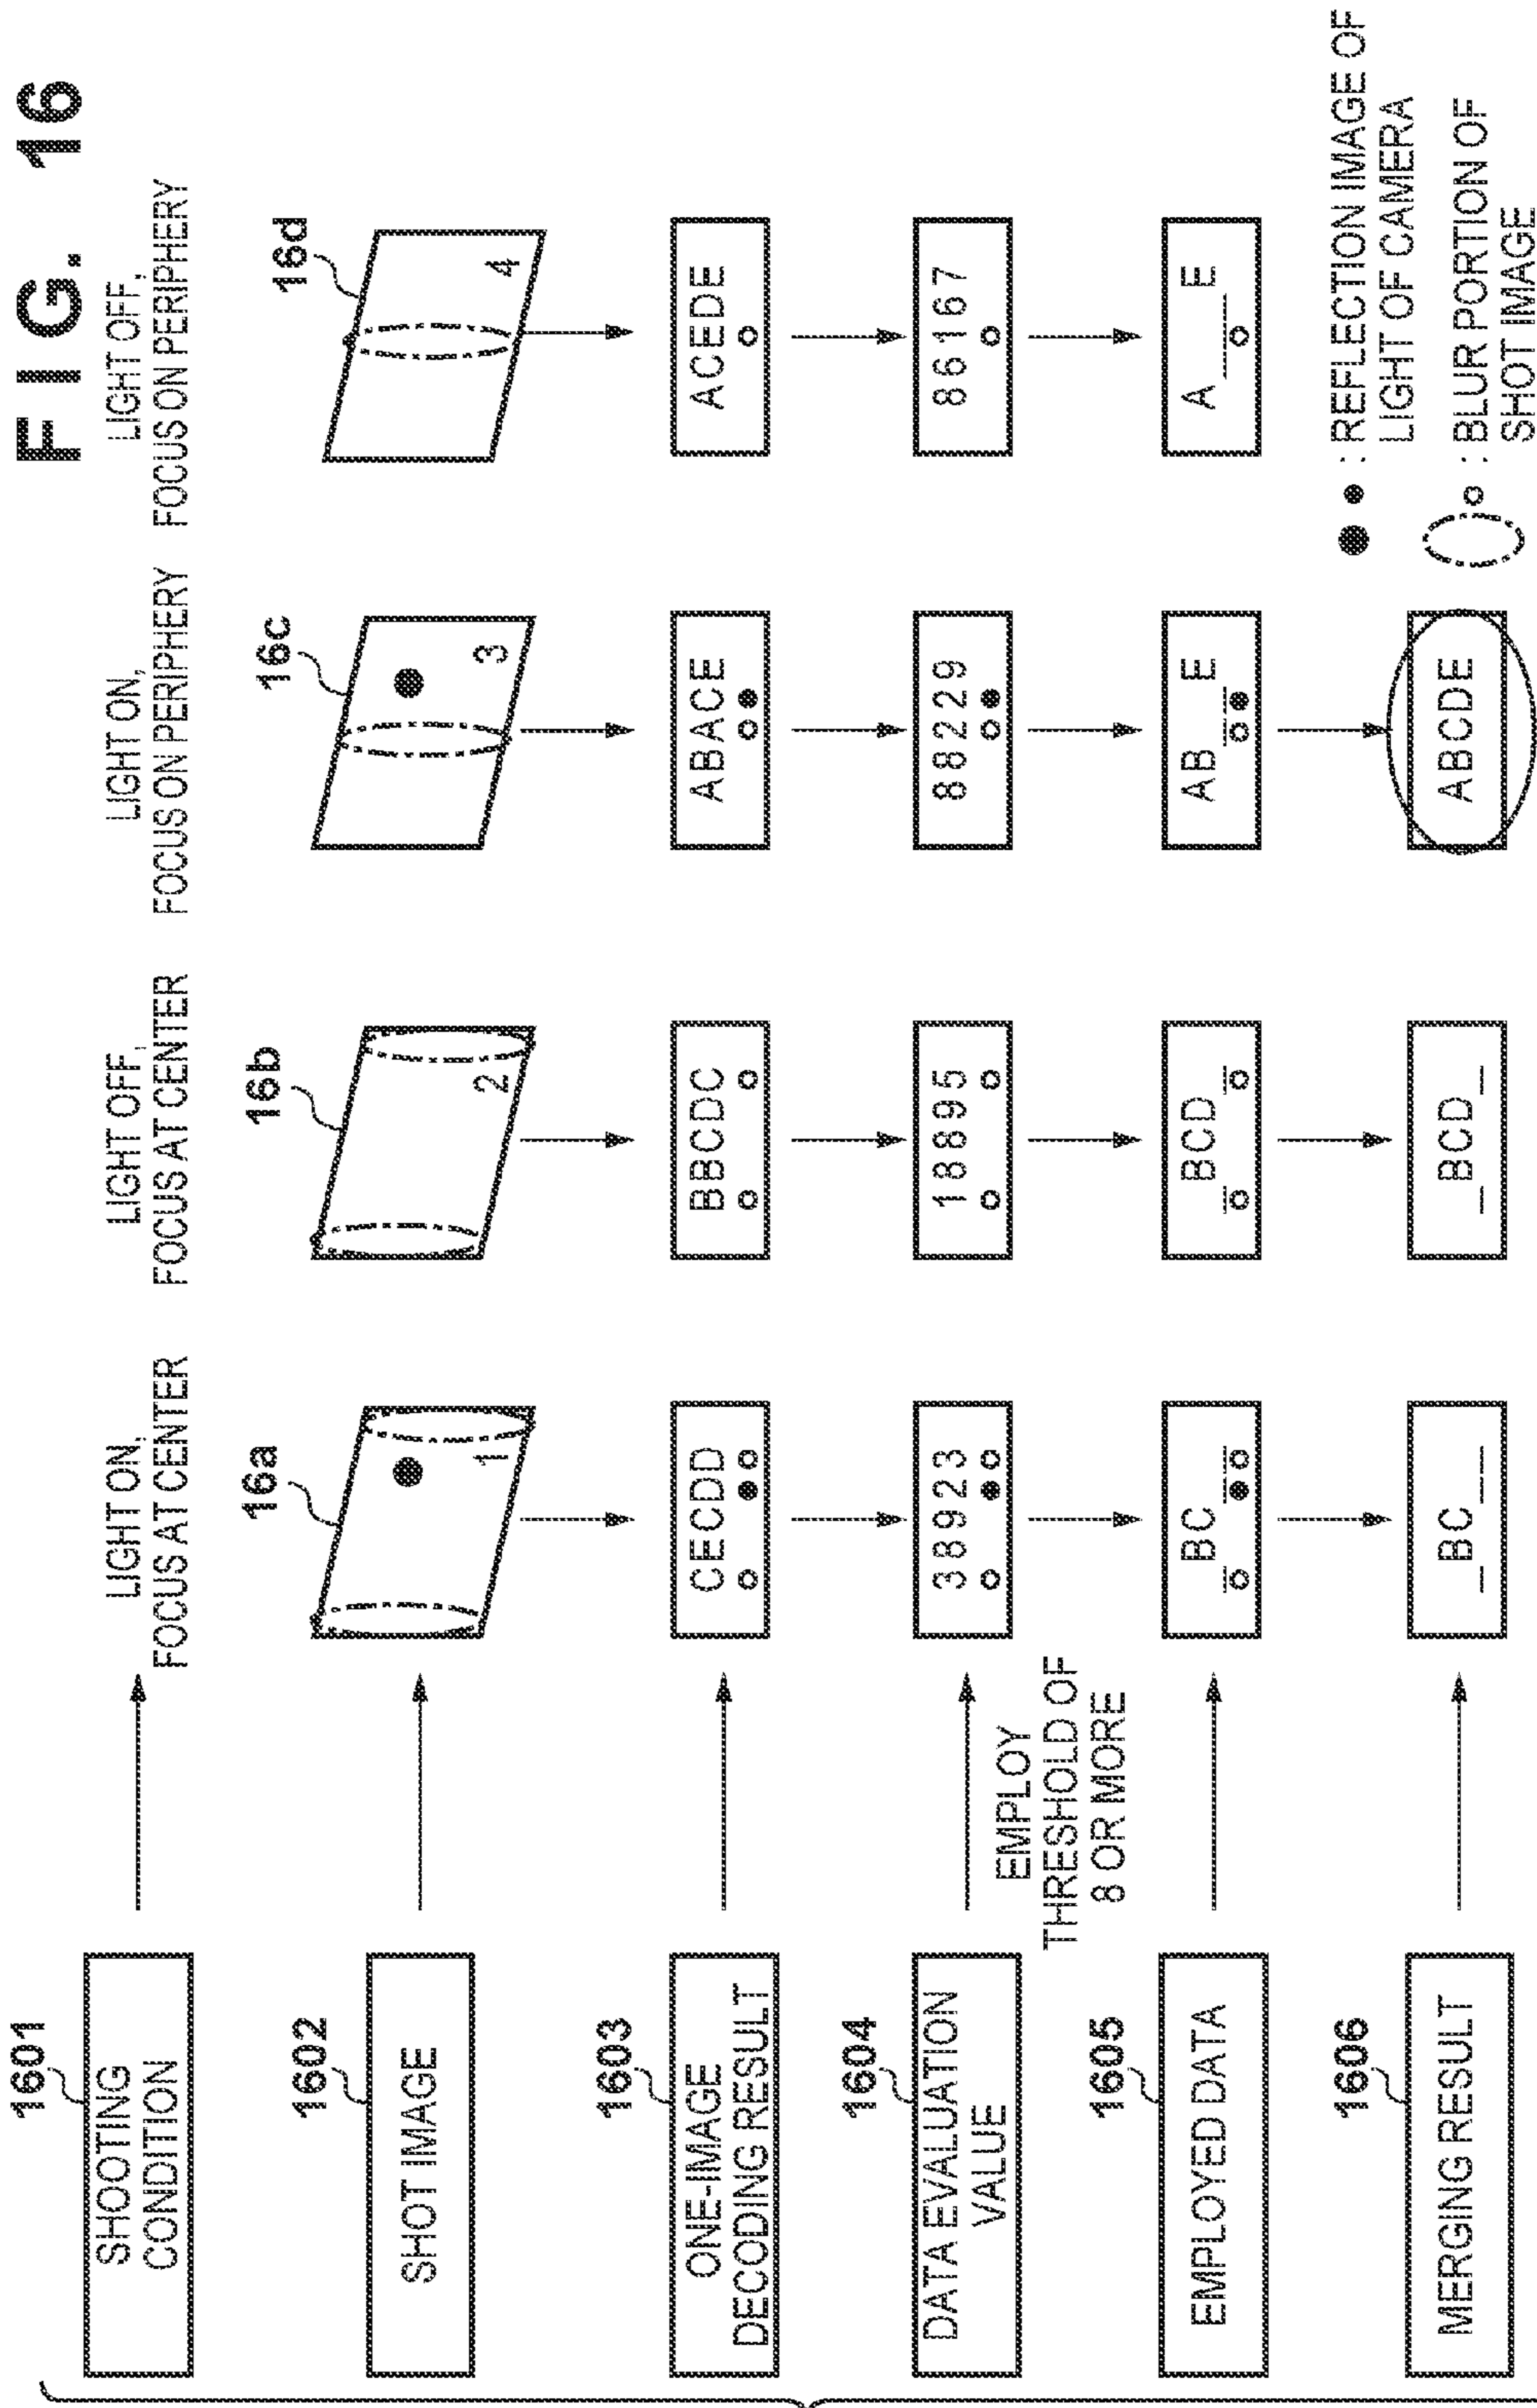 FIG. 16
1601
SHOOTING
CONDITION
LIGHT ON,
FOCUS AT CENTER
LIGHT OFF,
FOCUS AT CENTER
LIGHT ON,
FOCUS ON PERIPHERY
LIGHT OFF,
FOCUS ON PERIPHERY
1602
SHOT IMAGE
16a
1
16b
2
16c
3
16d
4
1603
ONE-IMAGE
DECODING RESULT
CECDD
BBCDC
ABACE
ACEDE
1604
DATA EVALUATION
VALUE
38923
18895
88229
86167
EMPLOY
THRESHOLD OF
8 OR MORE
1605
EMPLOYED DATA
_BC__
_BCD_
AB__E
A___E
1606
MERGING RESULT
_BC__
_BCD_
ABCDE
: REFLECTION IMAGE OF
LIGHT OF CAMERA
: BLUR PORTION OF
SHOT IMAGE